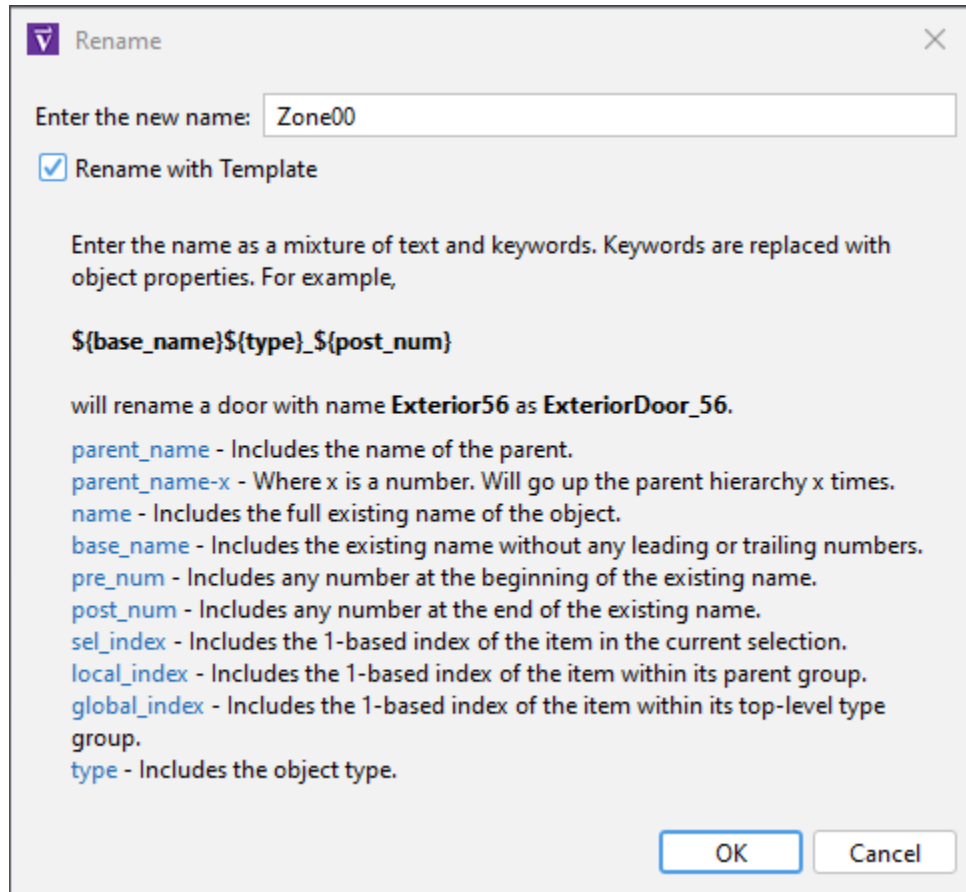 Rename
Enter the new name: Zone00
Rename with Template
Enter the name as a mixture of text and keywords. Keywords are replaced with
object properties. For example,
${base_name}${type}_${post_num}
will rename a door with name Exterior56 as ExteriorDoor_56.
parent_name - Includes the name of the parent.
parent_name-x - Where x is a number. Will go up the parent hierarchy x times.
name - Includes the full existing name of the object.
base_name - Includes the existing name without any leading or trailing numbers.
pre_num - Includes any number at the beginning of the existing name.
post_num - Includes any number at the end of the existing name.
sel_index - Includes the 1-based index of the item in the current selection.
local_index - Includes the 1-based index of the item within its parent group.
global_index - Includes the 1-based index of the item within its top-level type
group.
type - Includes the object type.
OK Cancel